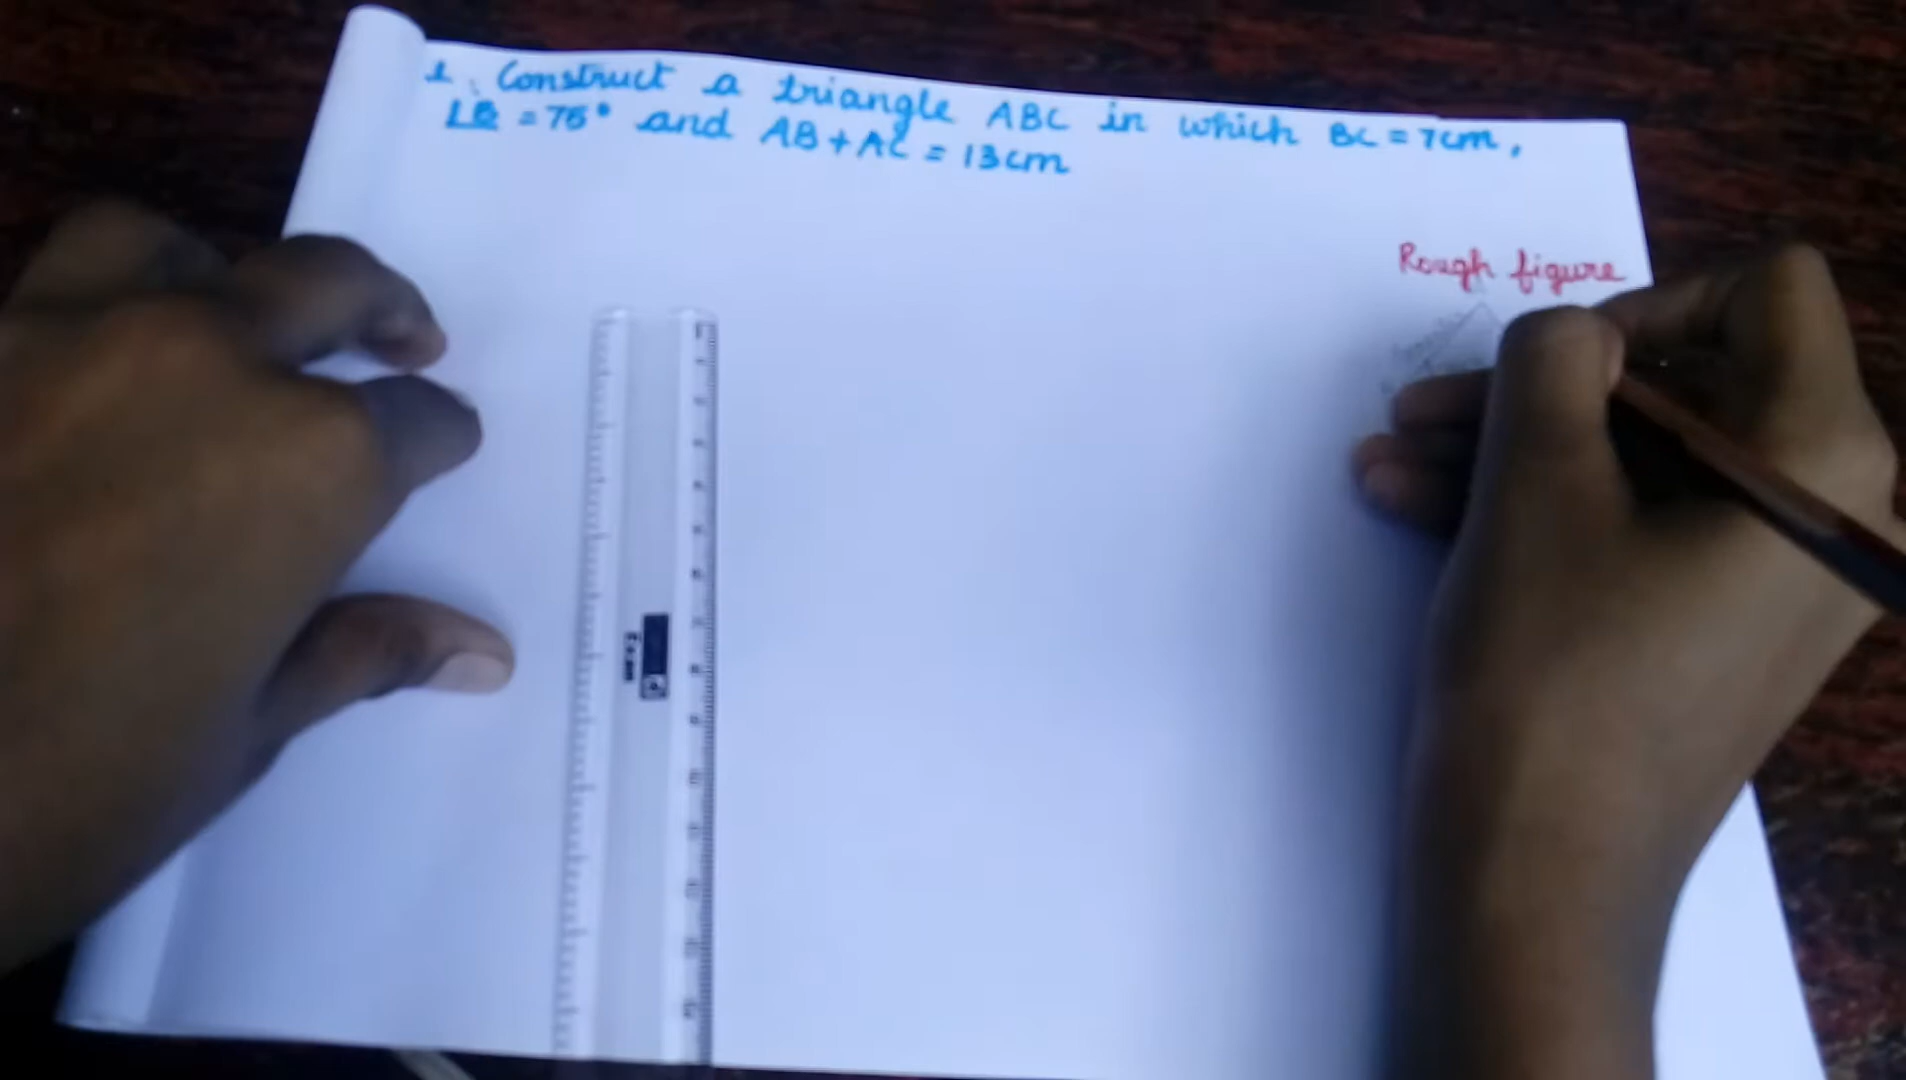 1. Construct a triangle ABC in which BC = 7cm,
∠B = 75° and AB + AC = 13cm
Rough figure